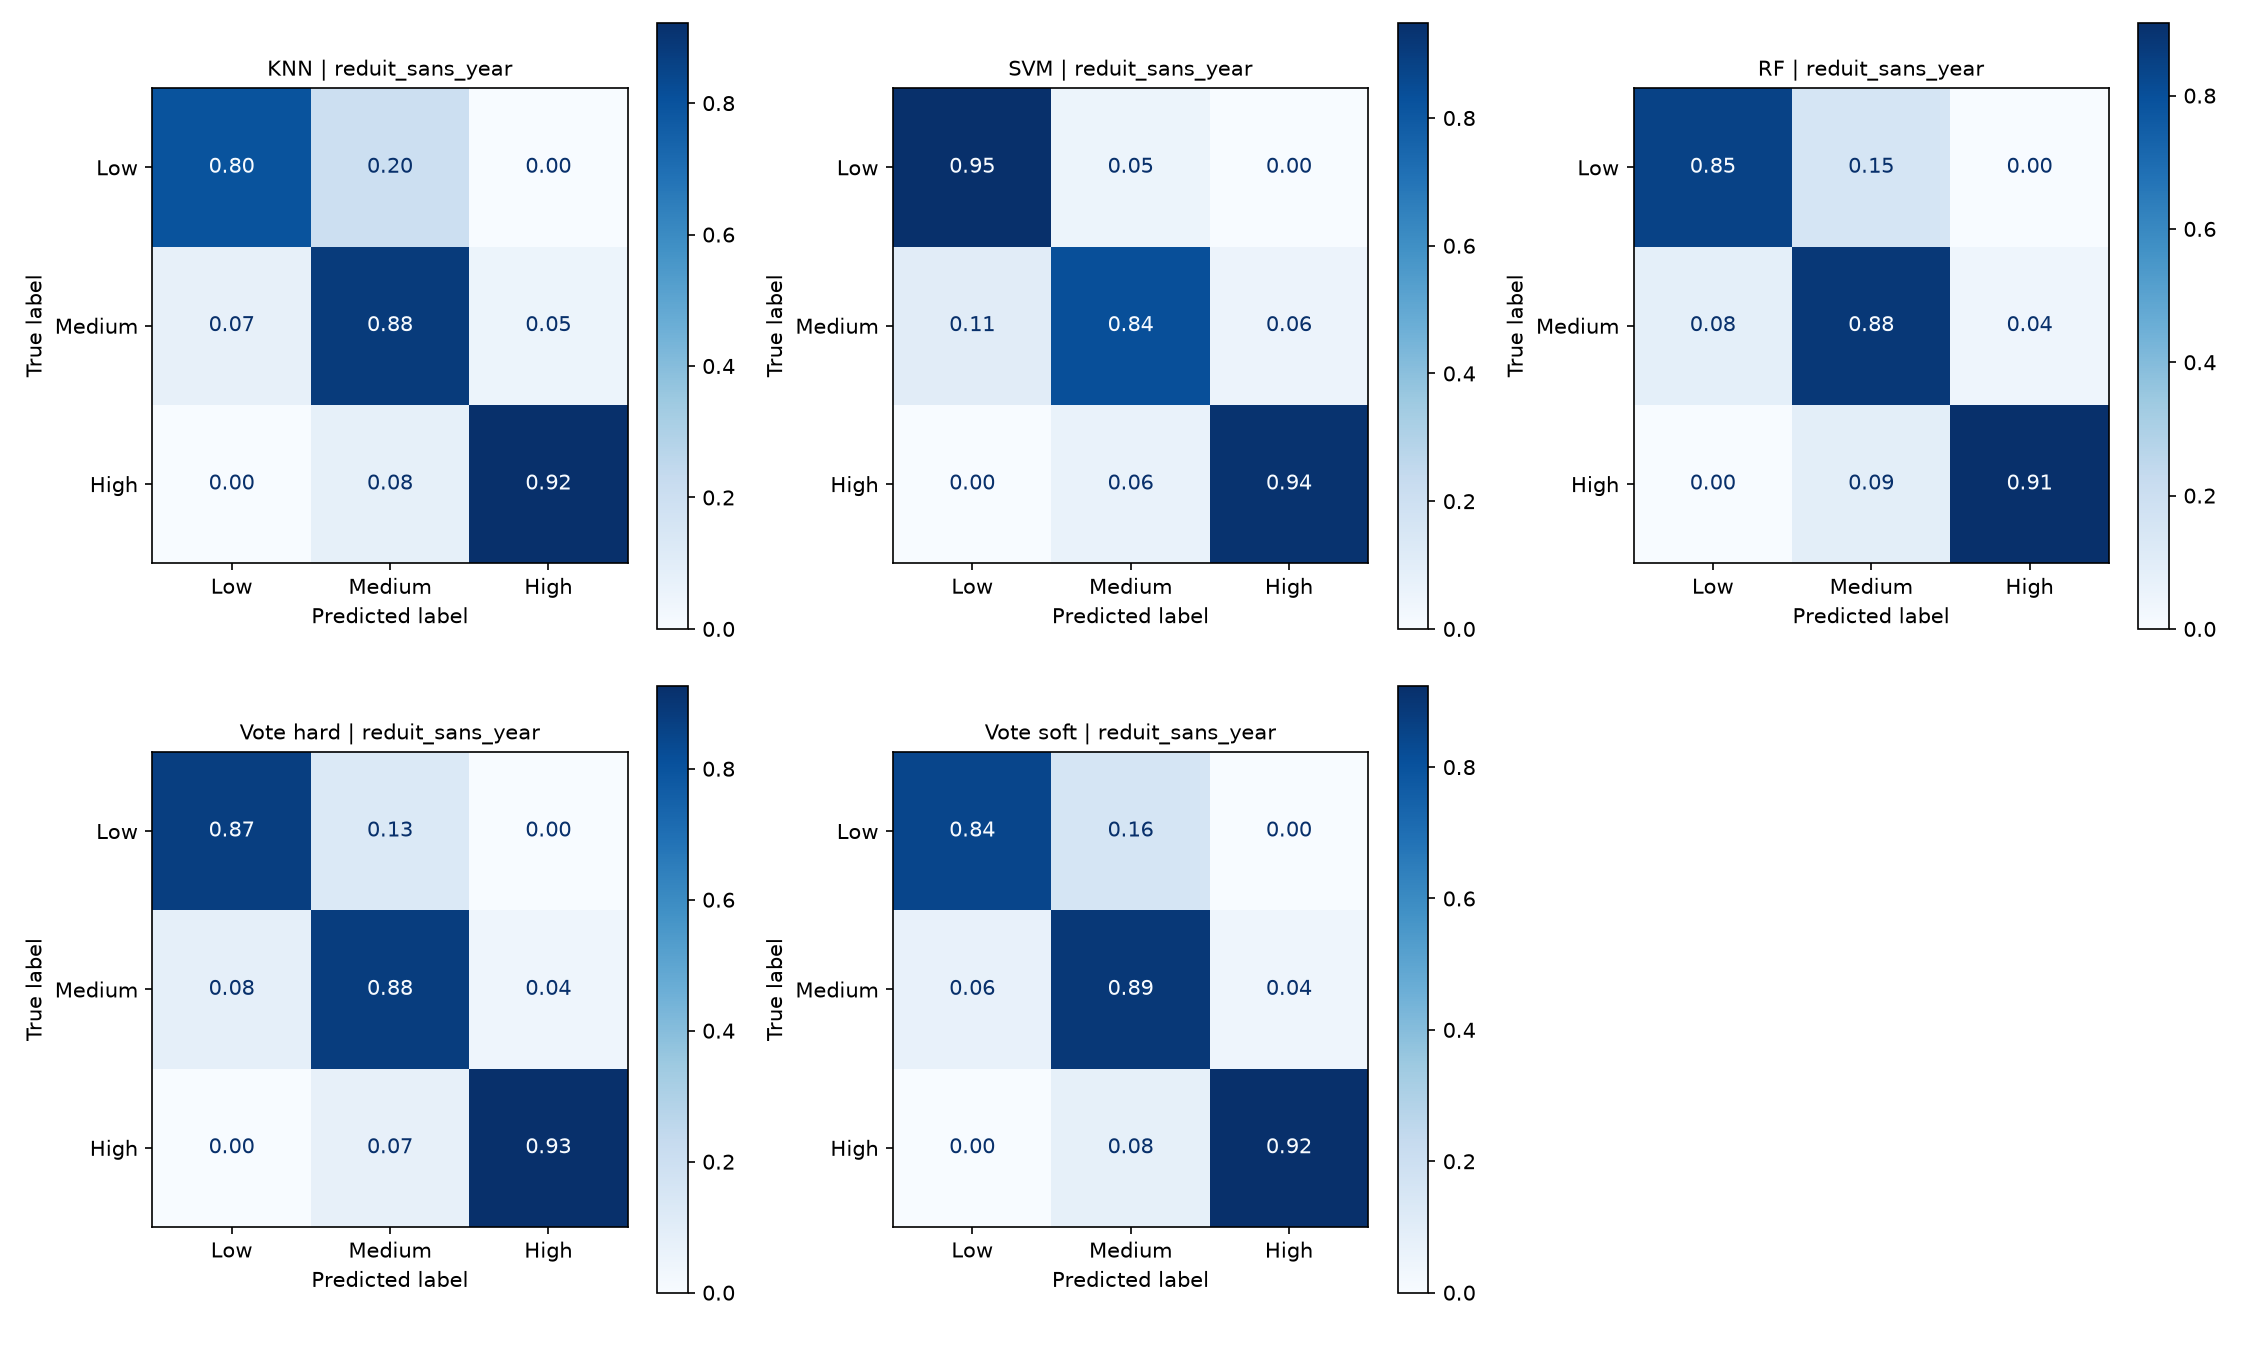 KNN | reduit_sans_year
True label
Low 0.80 0.20 0.00
Medium 0.07 0.88 0.05
High 0.00 0.08 0.92
Low Medium High
Predicted label
0.8
0.6
0.4
0.2
0.0
SVM | reduit_sans_year
True label
Low 0.95 0.05 0.00
Medium 0.11 0.84 0.06
High 0.00 0.06 0.94
Low Medium High
Predicted label
0.8
0.6
0.4
0.2
0.0
RF | reduit_sans_year
True label
Low 0.85 0.15 0.00
Medium 0.08 0.88 0.04
High 0.00 0.09 0.91
Low Medium High
Predicted label
0.8
0.6
0.4
0.2
0.0
Vote hard | reduit_sans_year
True label
Low 0.87 0.13 0.00
Medium 0.08 0.88 0.04
High 0.00 0.07 0.93
Low Medium High
Predicted label
0.8
0.6
0.4
0.2
0.0
Vote soft | reduit_sans_year
True label
Low 0.84 0.16 0.00
Medium 0.06 0.89 0.04
High 0.00 0.08 0.92
Low Medium High
Predicted label
0.8
0.6
0.4
0.2
0.0